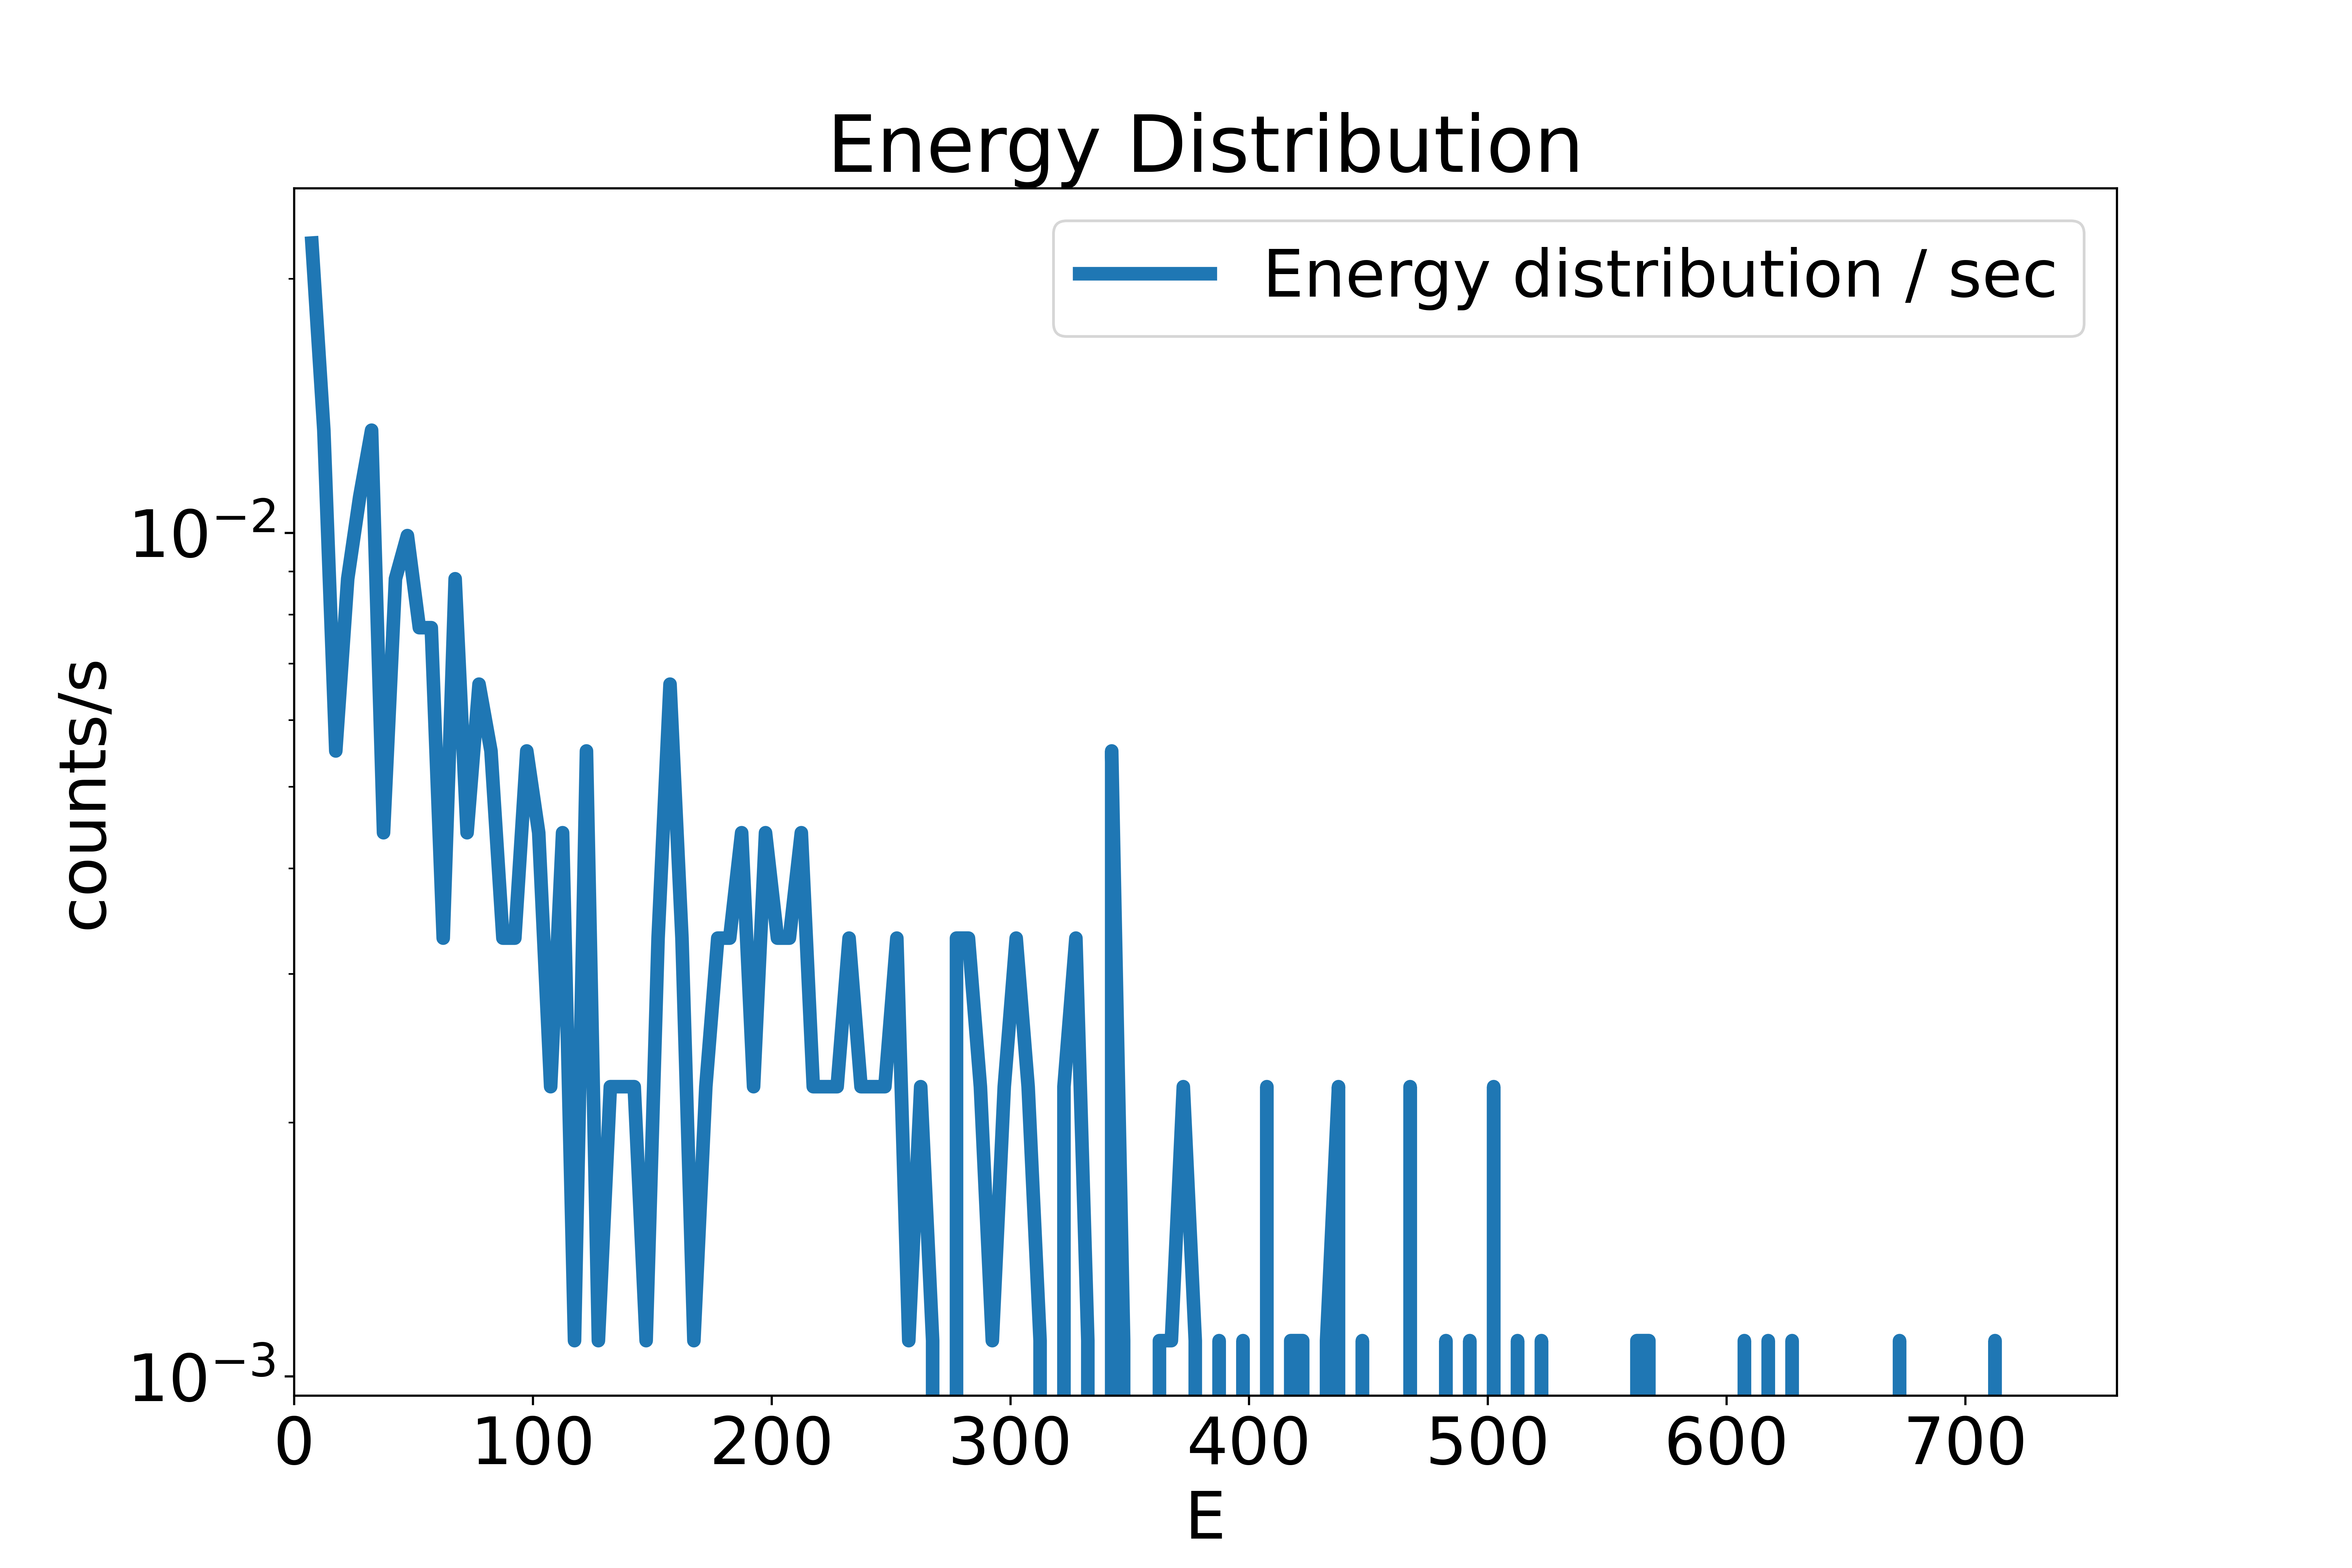 Energy Distribution
Energy distribution / sec
10⁻²
10⁻³
counts/s
0 100 200 300 400 500 600 700
E